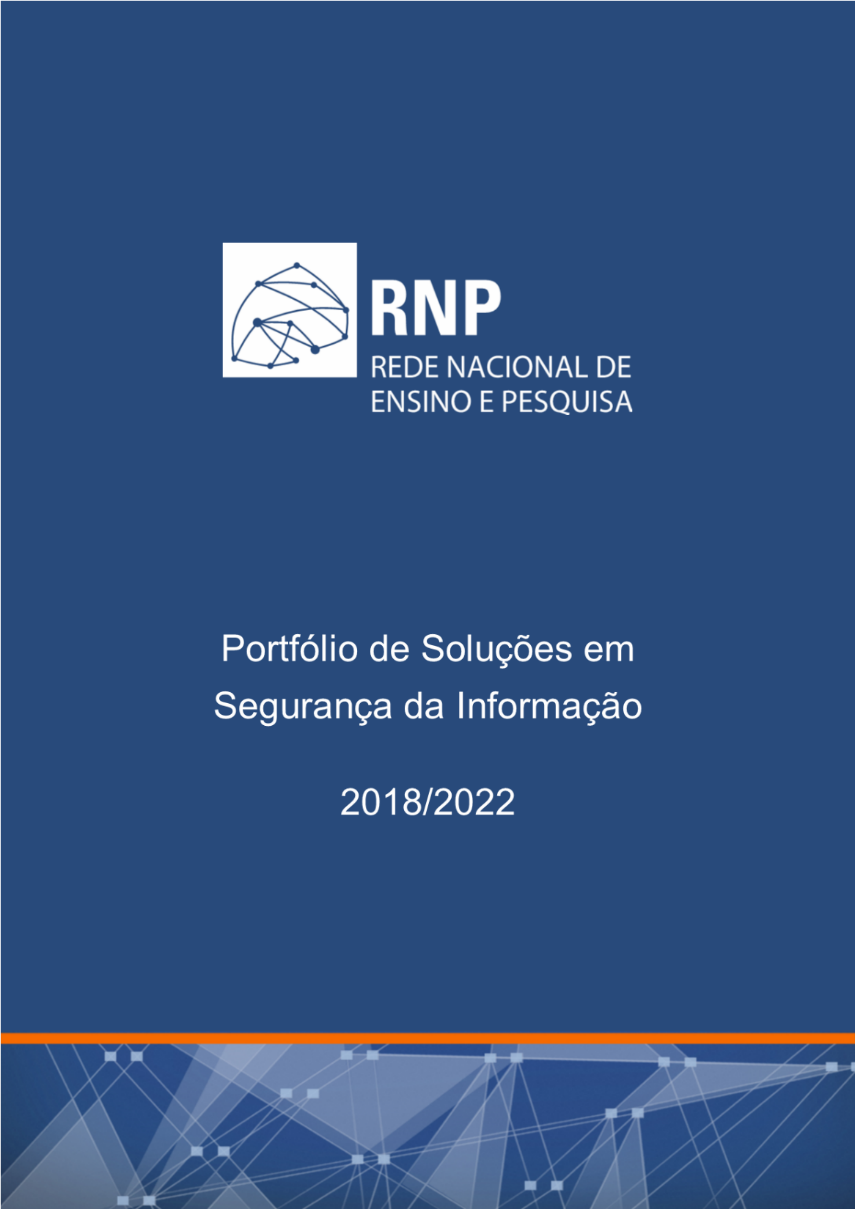 RNP
REDE NACIONAL DE
ENSINO E PESQUISA
Portfólio de Soluções em
Segurança da Informação
2018/2022